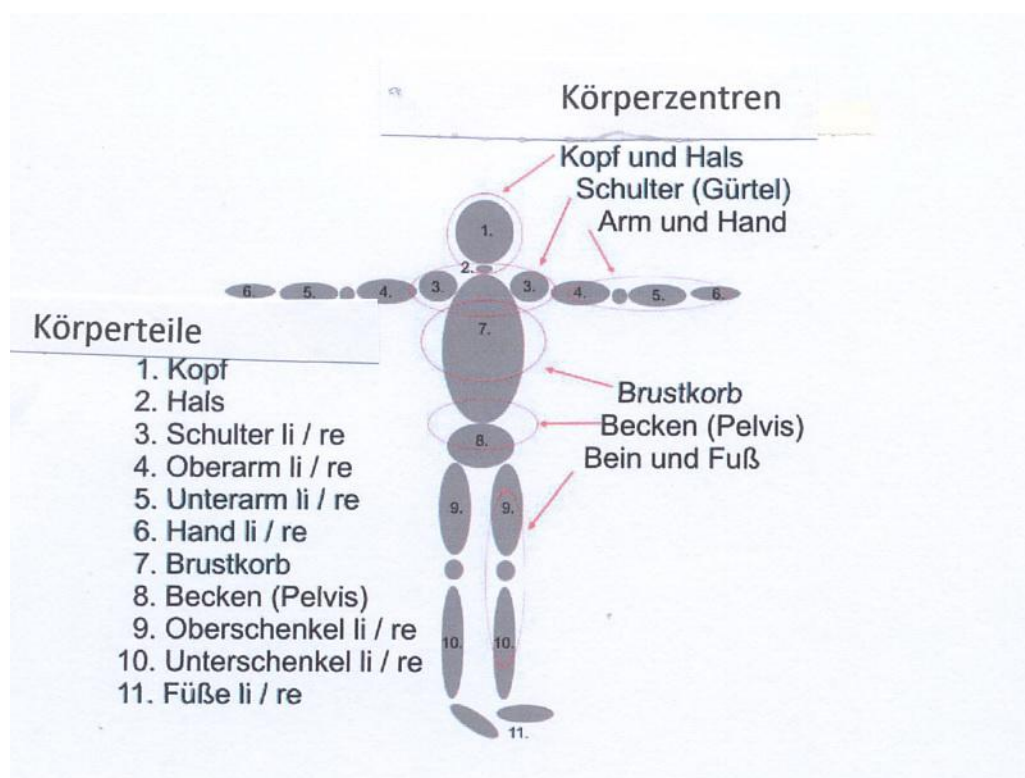 Körperzentren
Kopf und Hals
Schulter (Gürtel)
Arm und Hand
1.
2.
3.
3.
6.
5.
4.
4.
5.
6.
7.
Körperteile
1. Kopf
2. Hals
3. Schulter li / re
4. Oberarm li / re
5. Unterarm li / re
6. Hand li / re
7. Brustkorb
8. Becken (Pelvis)
9. Oberschenkel li / re
10. Unterschenkel li / re
11. Füße li / re
Brustkorb
Becken (Pelvis)
Bein und Fuß
8.
9.
9.
10.
10.
11.